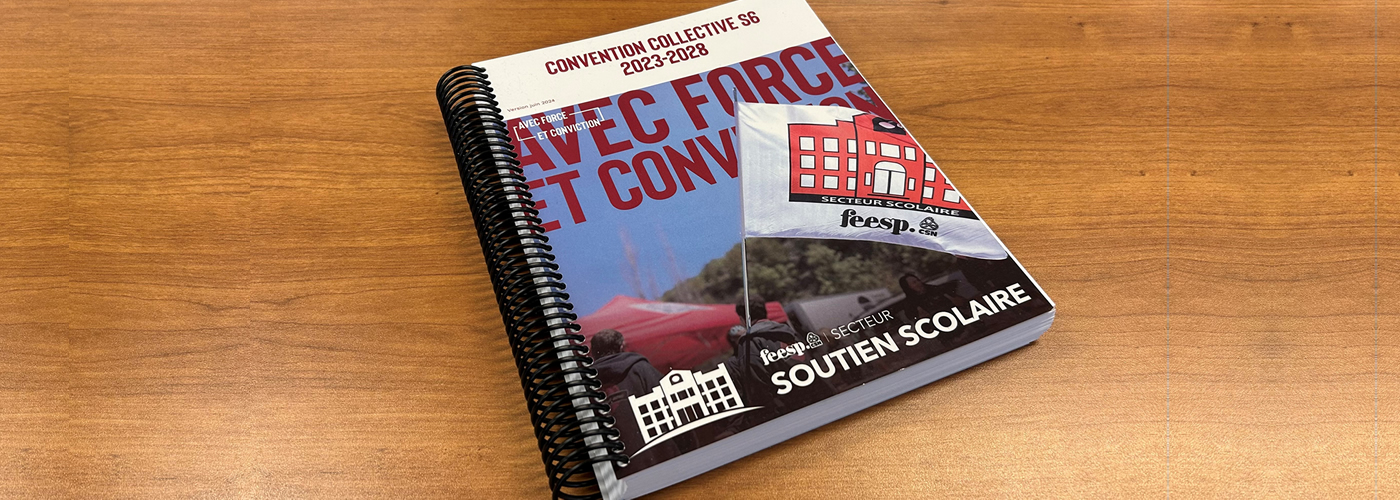 CONVENTION COLLECTIVE S6
2023-2028
Version juin 2024
AVEC FORCE
ET CONVICTION
AVEC FORCE
ET CONV
SECTEUR SCOLAIRE
feesp.
CSN
feesp. | SECTEUR
SOUTIEN SCOLAIRE